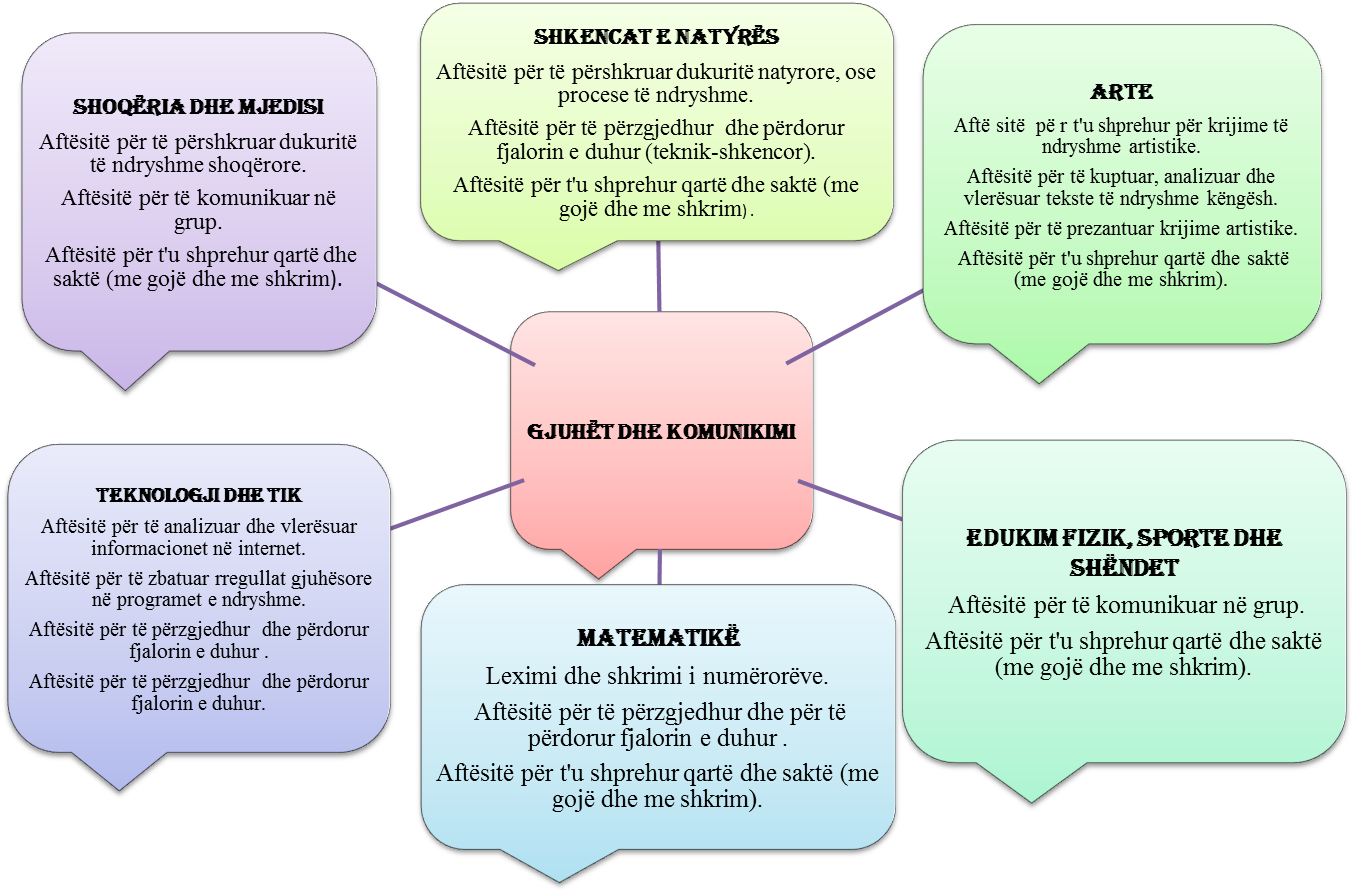 SHOQËRIA DHE MJEDISI
Aftësitë për të përshkruar dukuritë
të ndryshme shoqërore.
Aftësitë për të komunikuar në
grup.
Aftësitë për t'u shprehur qartë dhe
saktë (me gojë dhe me shkrim).
SHKENCAT E NATYRËS
Aftësitë për të përshkruar dukuritë natyrore, ose
procese të ndryshme.
Aftësitë për të përzgjedhur dhe përdorur
fjalorin e duhur (teknik-shkencor).
Aftësitë për t'u shprehur qartë dhe saktë (me
gojë dhe me shkrim).
ARTE
Aftë sitë pë r t'u shprehur për krijime të
ndryshme artistike.
Aftësitë për të kuptuar, analizuar dhe
vlerësuar tekste të ndryshme këngësh.
Aftësitë për të prezantuar krijime artistike.
Aftësitë për t'u shprehur qartë dhe saktë
(me gojë dhe me shkrim).
GJUHËT DHE KOMUNIKIMI
TEKNOLOGJI DHE TIK
Aftësitë për të analizuar dhe vlerësuar
informacionet në internet.
Aftësitë për të zbatuar rregullat gjuhësore
në programet e ndryshme.
Aftësitë për të përzgjedhur dhe përdorur
fjalorin e duhur .
Aftësitë për të përzgjedhur dhe përdorur
fjalorin e duhur.
MATEMATIKË
Leximi dhe shkrimi i numërorëve.
Aftësitë për të përzgjedhur dhe për të
përdorur fjalorin e duhur .
Aftësitë për t'u shprehur qartë dhe saktë (me
gojë dhe me shkrim).
EDUKIM FIZIK, SPORTE DHE
SHËNDET
Aftësitë për të komunikuar në grup.
Aftësitë për t'u shprehur qartë dhe saktë
(me gojë dhe me shkrim).